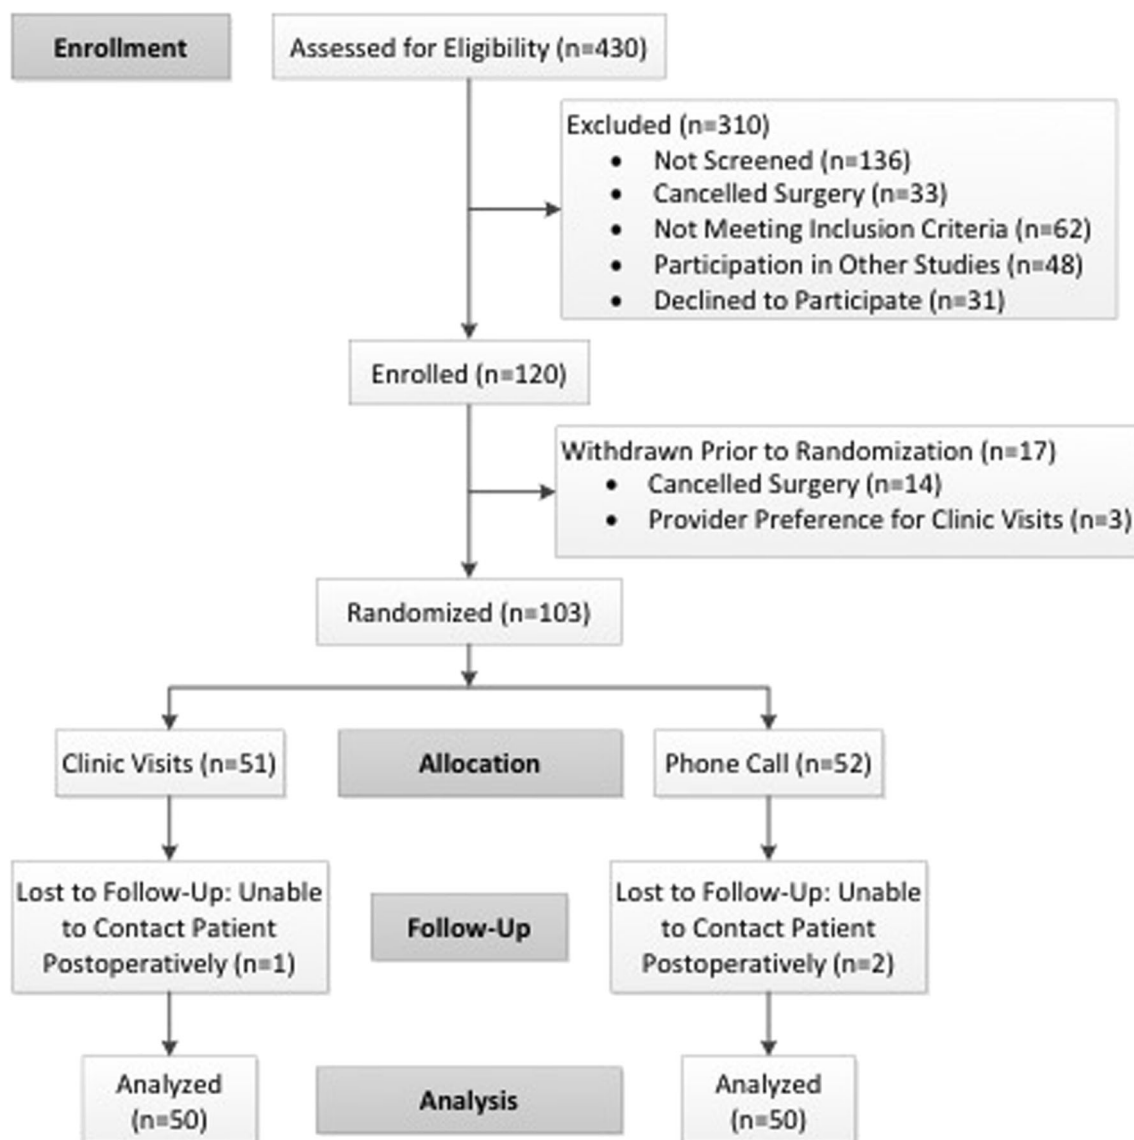 Enrollment
Assessed for Eligibility (n=430)
Excluded (n=310)
• Not Screened (n=136)
• Cancelled Surgery (n=33)
• Not Meeting Inclusion Criteria (n=62)
• Participation in Other Studies (n=48)
• Declined to Participate (n=31)
Enrolled (n=120)
Withdrawn Prior to Randomization (n=17)
• Cancelled Surgery (n=14)
• Provider Preference for Clinic Visits (n=3)
Randomized (n=103)
Clinic Visits (n=51)
Allocation
Phone Call (n=52)
Lost to Follow-Up: Unable
to Contact Patient
Postoperatively (n=1)
Follow-Up
Lost to Follow-Up: Unable
to Contact Patient
Postoperatively (n=2)
Analyzed
(n=50)
Analysis
Analyzed
(n=50)